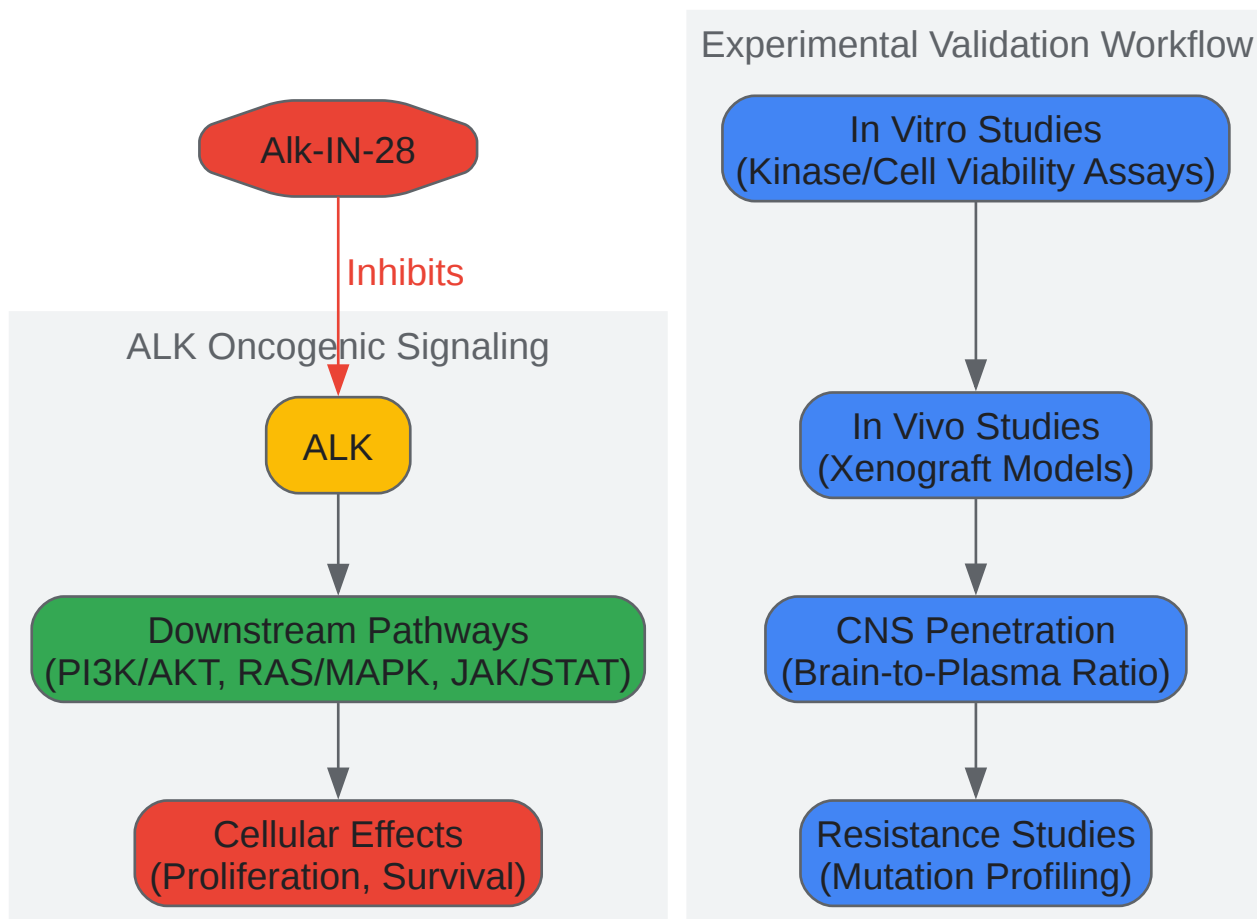 Alk-IN-28
Inhibits
ALK Oncogenic Signaling
ALK
Downstream Pathways
(PI3K/AKT, RAS/MAPK, JAK/STAT)
Cellular Effects
(Proliferation, Survival)
Experimental Validation Workflow
In Vitro Studies
(Kinase/Cell Viability Assays)
In Vivo Studies
(Xenograft Models)
CNS Penetration
(Brain-to-Plasma Ratio)
Resistance Studies
(Mutation Profiling)